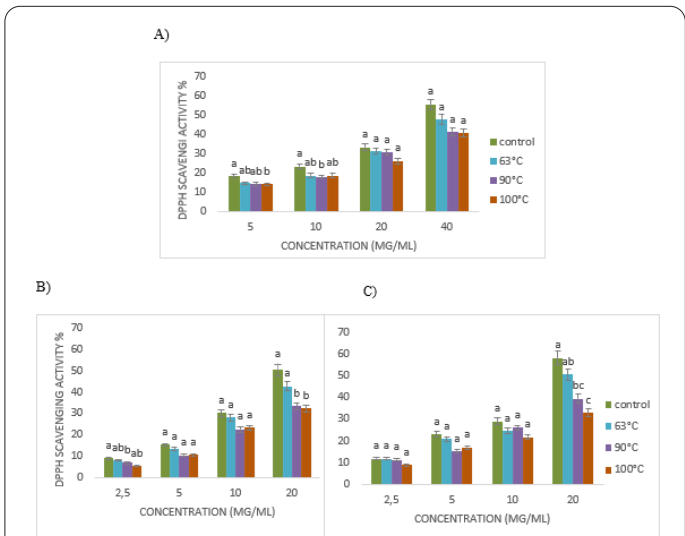 A)
DPPH SCAVENGI ACTIVITY %
70
60
50
40
30
20
10
0
a ab ab b
a ab b ab
a a a a
a a a a
5 10 20 40
CONCENTRATION (MG/ML)
control
63°C
90°C
100°C
B)
DPPH SCAVENGING ACTIVITY %
70
60
50
40
30
20
10
0
a ab b ab
a a a a
a a a a
a a b b
2,5 5 10 20
CONCENTRATION (MG/ML)
C)
70
60
50
40
30
20
10
0
a a a a
a a a a
a a a a
a ab bc c
2,5 5 10 20
CONCENTRATION (MG/ML)
control
63°C
90°C
100°C